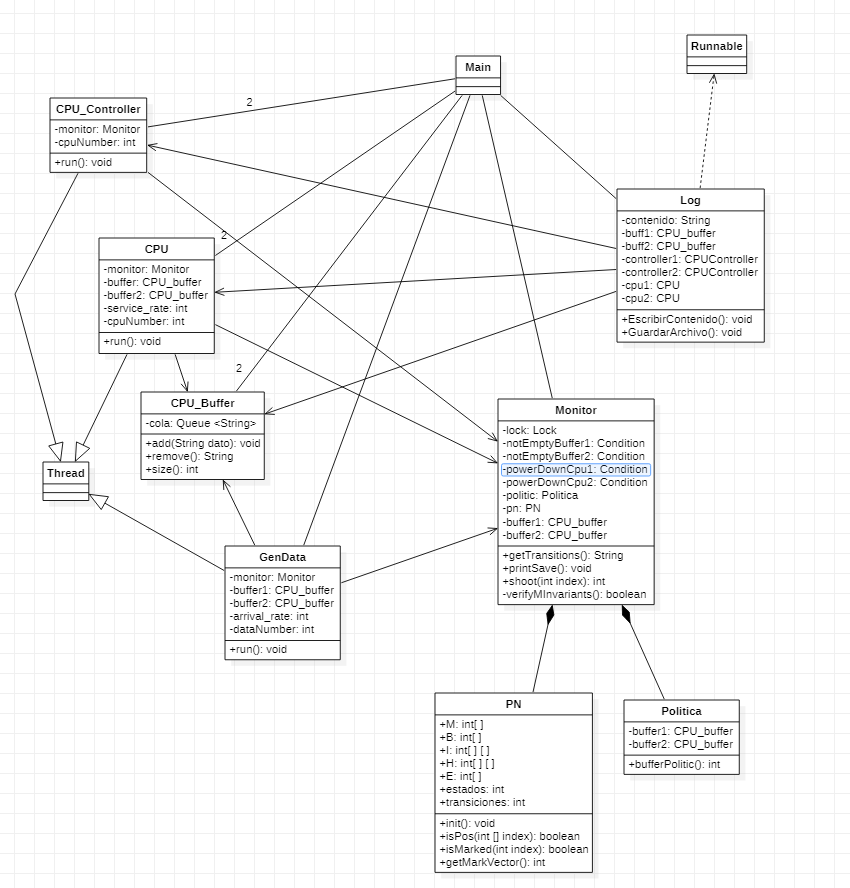 Runnable
Main
2
CPU_Controller
-monitor: Monitor
-cpuNumber: int
+run(): void
Log
-contenido: String
-buff1: CPU_buffer
-buff2: CPU_buffer
-controller1: CPUController
-controller2: CPUController
-cpu1: CPU
-cpu2: CPU
+EscribirContenido(): void
+GuardarArchivo(): void
2
CPU
-monitor: Monitor
-buffer: CPU_buffer
-buffer2: CPU_buffer
-service_rate: int
-cpuNumber: int
+run(): void
2
CPU_Buffer
-cola: Queue <String>
+add(String dato): void
+remove(): String
+size(): int
Monitor
-lock: Lock
-notEmptyBuffer1: Condition
-notEmptyBuffer2: Condition
-powerDownCpu1: Condition
-powerDownCpu2: Condition
-politic: Politica
-pn: PN
-buffer1: CPU_buffer
-buffer2: CPU_buffer
+getTransitions(): String
+printSave(): void
+shoot(int index): int
-verifyMInvariants(): boolean
Thread
GenData
-monitor: Monitor
-buffer1: CPU_buffer
-buffer2: CPU_buffer
-arrival_rate: int
-dataNumber: int
+run(): void
PN
+M: int[ ]
+B: int[ ]
+I: int[ ] [ ]
+H: int[ ] [ ]
+E: int[ ]
+estados: int
+transiciones: int
+init(): void
+isPos(int [] index): boolean
+isMarked(int index): boolean
+getMarkVector(): int
Politica
-buffer1: CPU_buffer
-buffer2: CPU_buffer
+bufferPolitic(): int